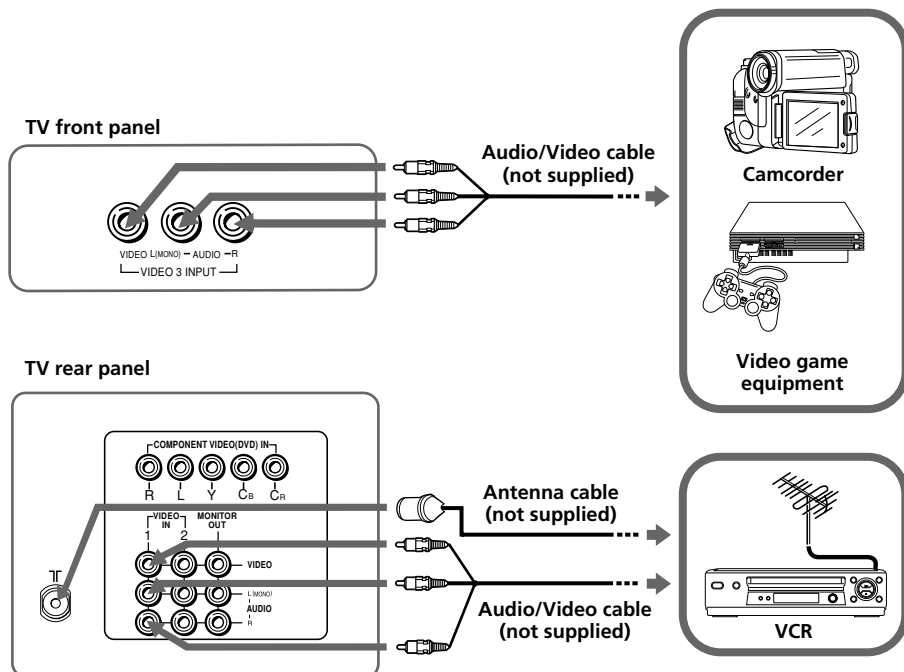 TV front panel
Audio/Video cable
(not supplied)
Camcorder
VIDEO L(MONO) – AUDIO –R
VIDEO 3 INPUT
Video game
equipment
TV rear panel
COMPONENT VIDEO(DVD) IN
R L Y CB CR
VIDEO IN
MONITOR OUT
1 2
VIDEO
L (MONO)
AUDIO
R
Antenna cable
(not supplied)
Audio/Video cable
(not supplied)
VCR